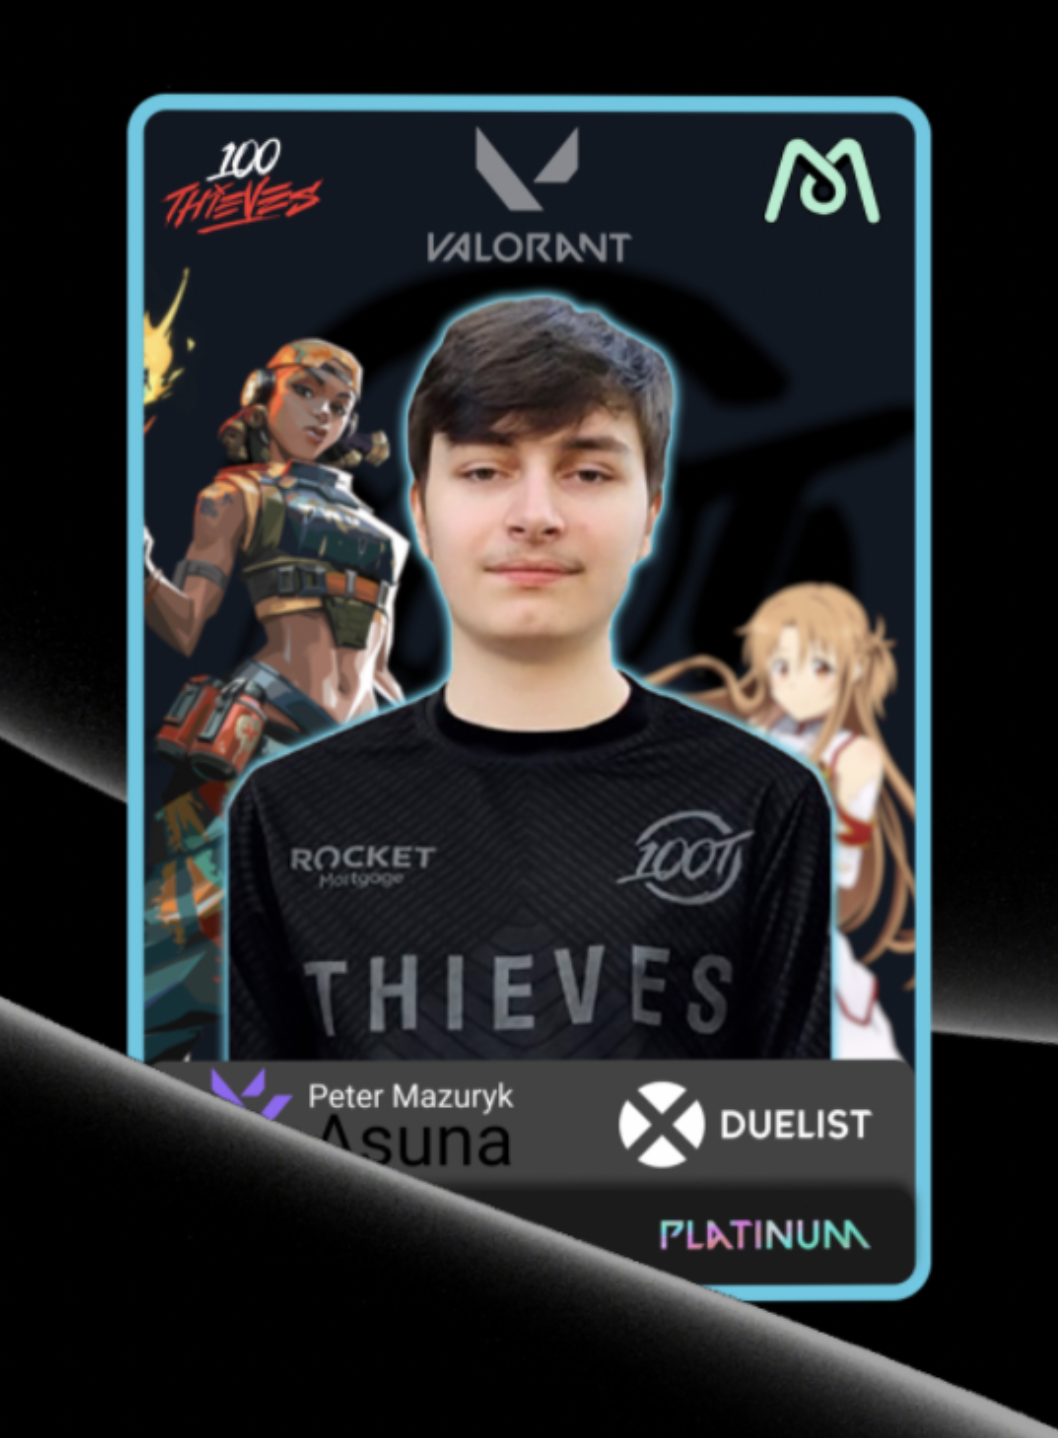 100
THIEVES
VALORANT
ROCKET
Mortgage
100T
THIEVES
Peter Mazuryk
Asuna
DUELIST
PLATINUM